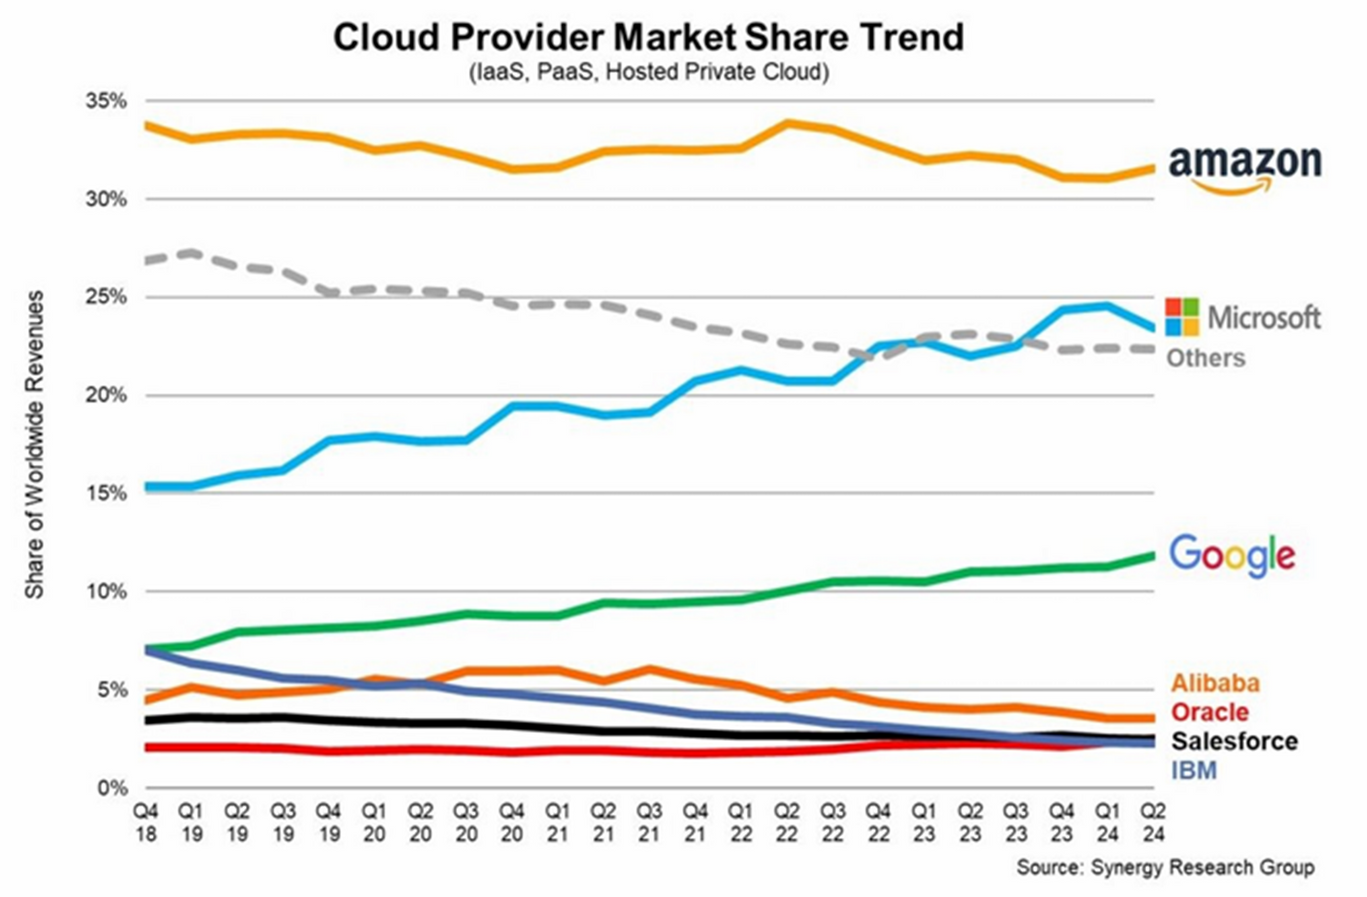 Cloud Provider Market Share Trend
(IaaS, PaaS, Hosted Private Cloud)
Share of Worldwide Revenues
35%
30%
25%
20%
15%
10%
5%
0%
amazon
Microsoft
Others
Google
Alibaba
Oracle
Salesforce
IBM
Q4 Q1 Q2 Q3 Q4 Q1 Q2 Q3 Q4 Q1 Q2 Q3 Q4 Q1 Q2 Q3 Q4 Q1 Q2 Q3 Q4 Q1 Q2
18 19 19 19 19 20 20 20 20 21 21 21 21 22 22 22 22 23 23 23 23 24 24
Source: Synergy Research Group